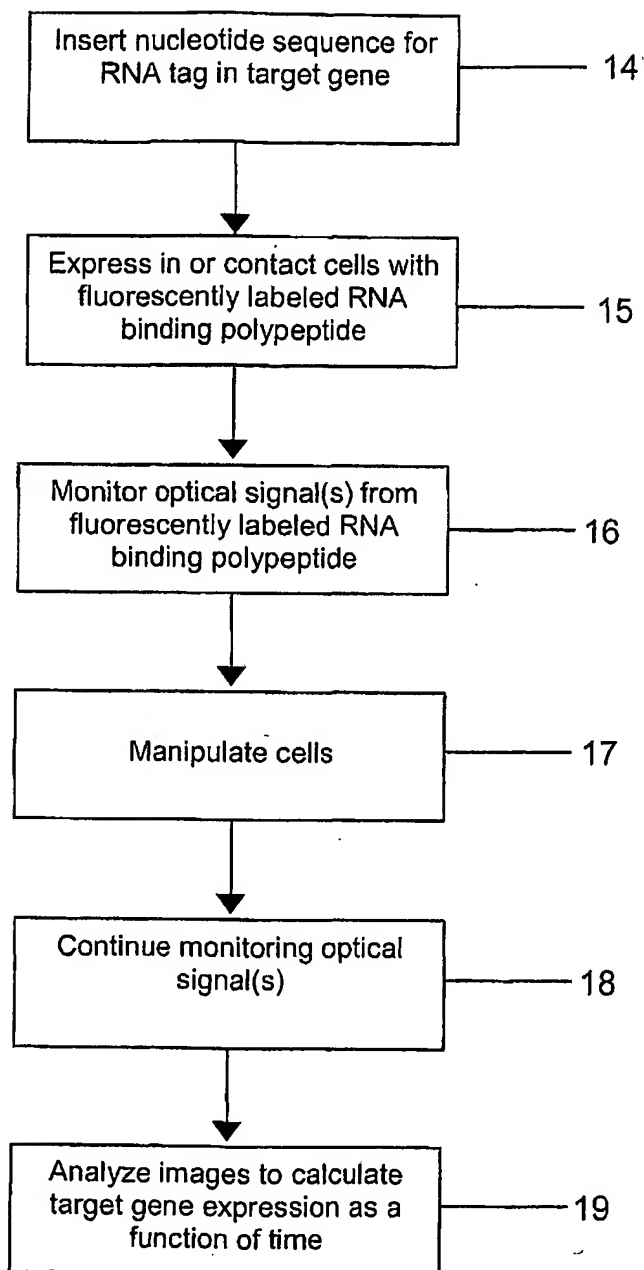 Insert nucleotide sequence for
RNA tag in target gene
14
Express in or contact cells with
fluorescently labeled RNA
binding polypeptide
15
Monitor optical signal(s) from
fluorescently labeled RNA
binding polypeptide
16
Manipulate cells
17
Continue monitoring optical
signal(s)
18
Analyze images to calculate
target gene expression as a
function of time
19